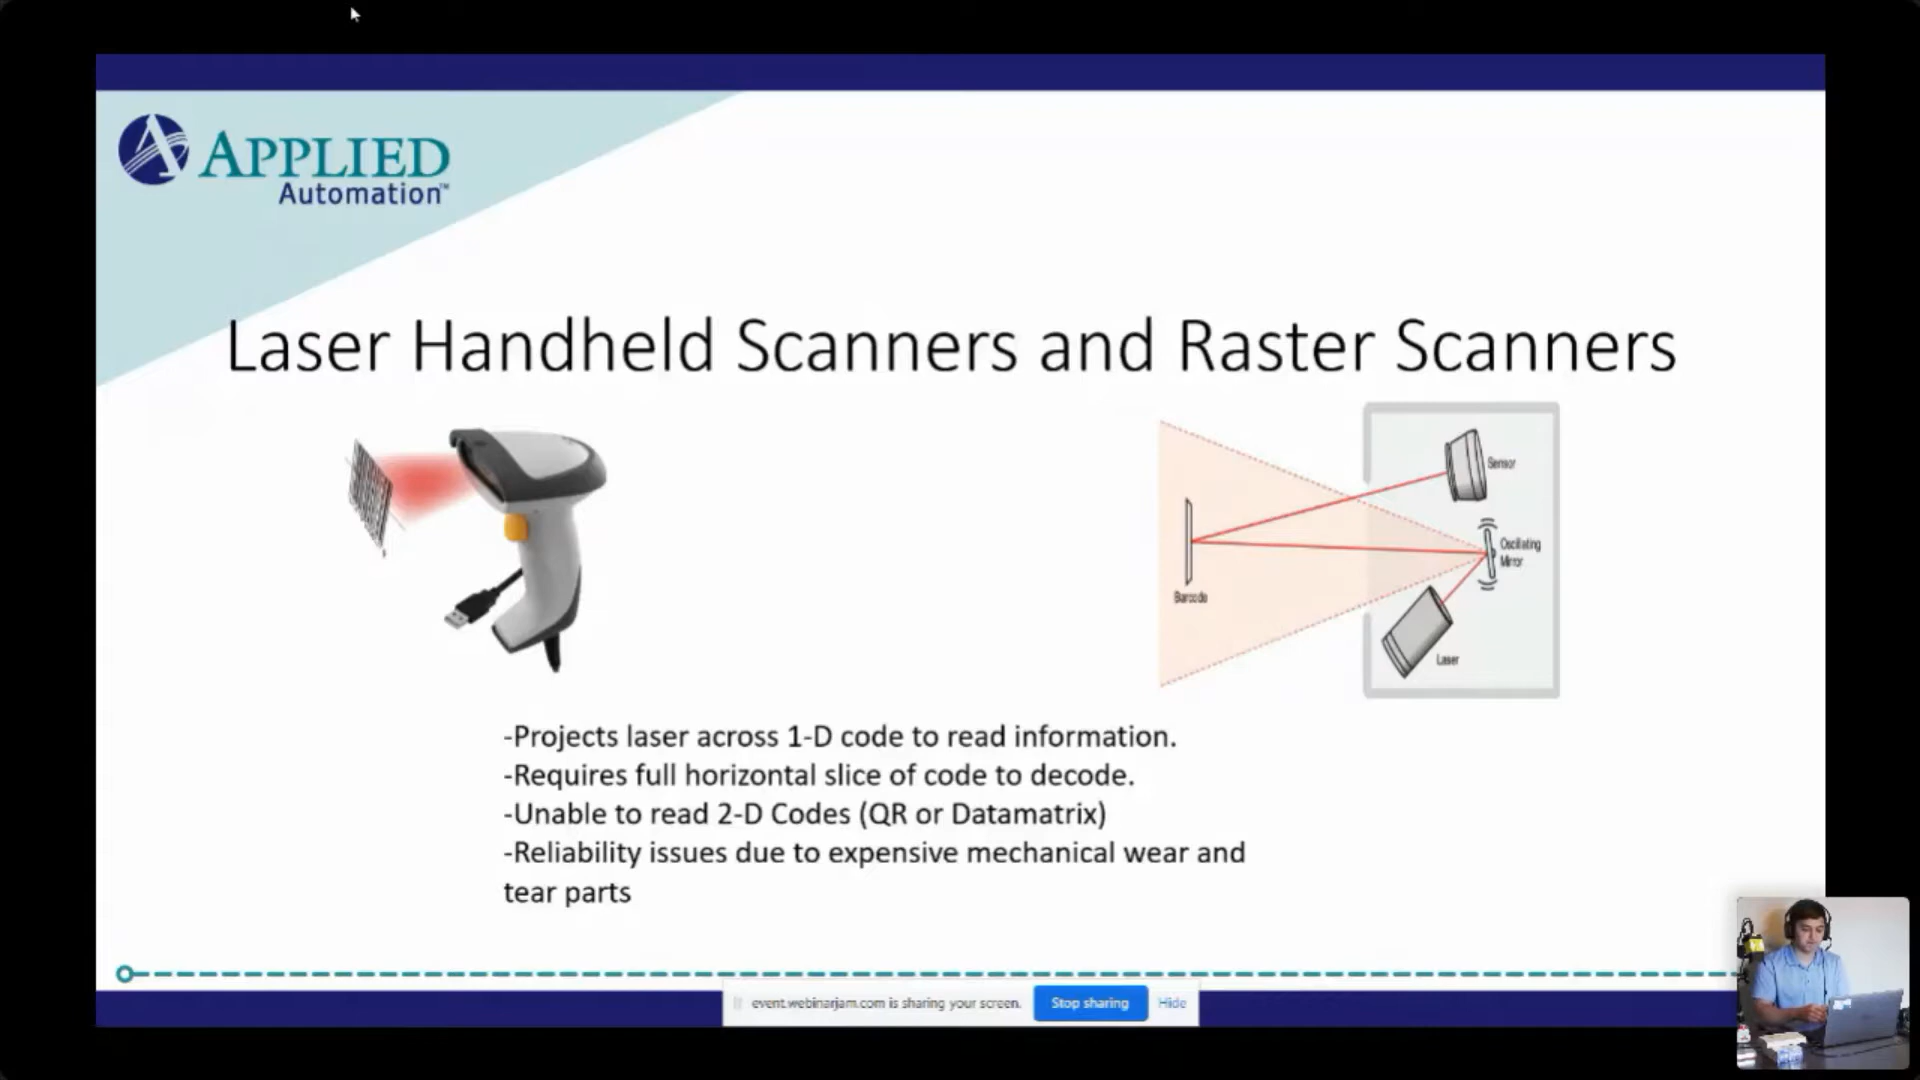 APPLIED
Automation™
Laser Handheld Scanners and Raster Scanners
Sensor
Oscillating
Mirror
Barcode
Laser
-Projects laser across 1-D code to read information.
-Requires full horizontal slice of code to decode.
-Unable to read 2-D Codes (QR or Datamatrix)
-Reliability issues due to expensive mechanical wear and
tear parts
event.webinarjam.com is sharing your screen.
Stop sharing
Hide